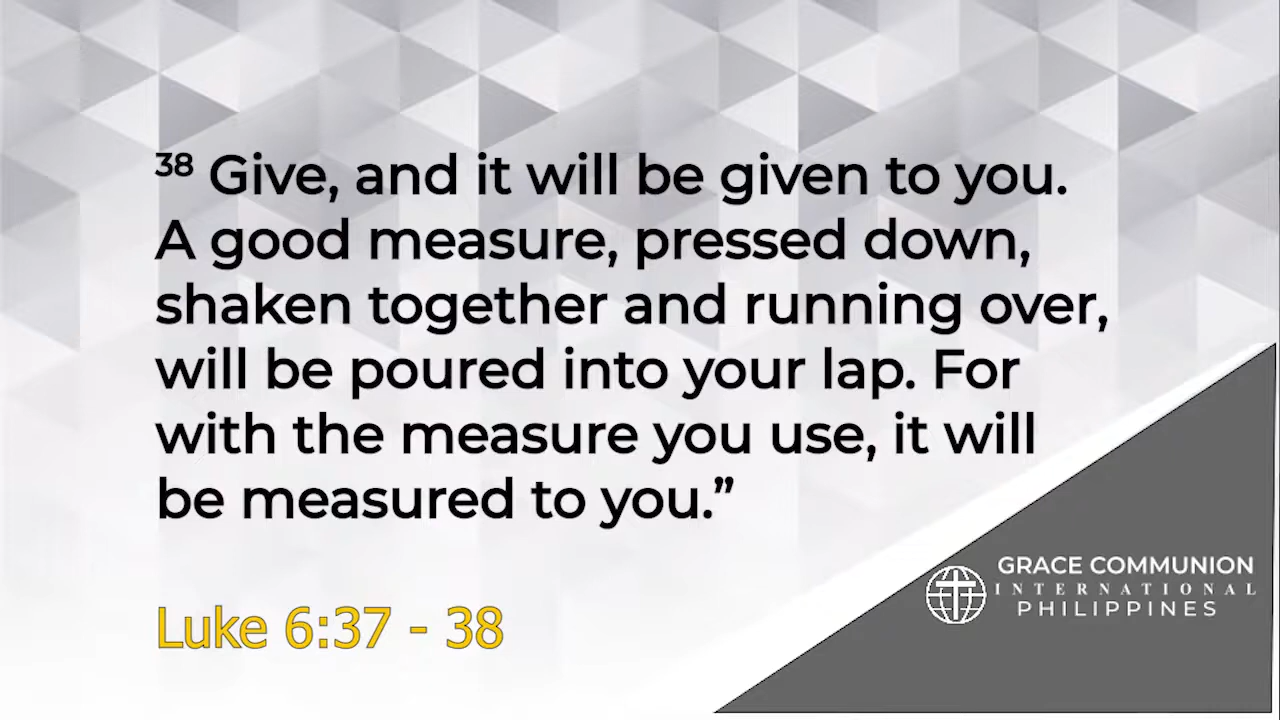 38 Give, and it will be given to you.
A good measure, pressed down,
shaken together and running over,
will be poured into your lap. For
with the measure you use, it will
be measured to you.”
Luke 6:37 - 38
GRACE COMMUNION
INTERNATIONAL
PHILIPPINES